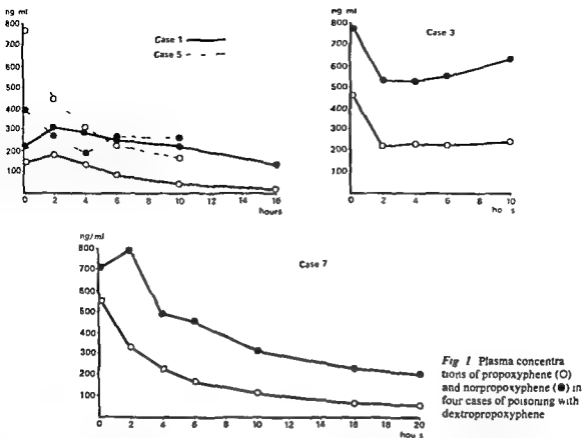 ng ml
800
700
600
500
400
300
200
100
0 2 4 6 8 10 12 14 16
hours
Case 1
Case 5
ng ml
800
700
600
500
400
300
200
100
0 2 4 6 8 10
ho s
Case 3
ng/ml
800
700
600
500
400
300
200
100
0 2 4 6 8 10 12 14 16 18 20
hou s
Case 7
Fig 1 Plasma concentra
tions of propoxyphene (O)
and norpropoxyphene (●) in
four cases of poisoning with
dextropropoxyphene